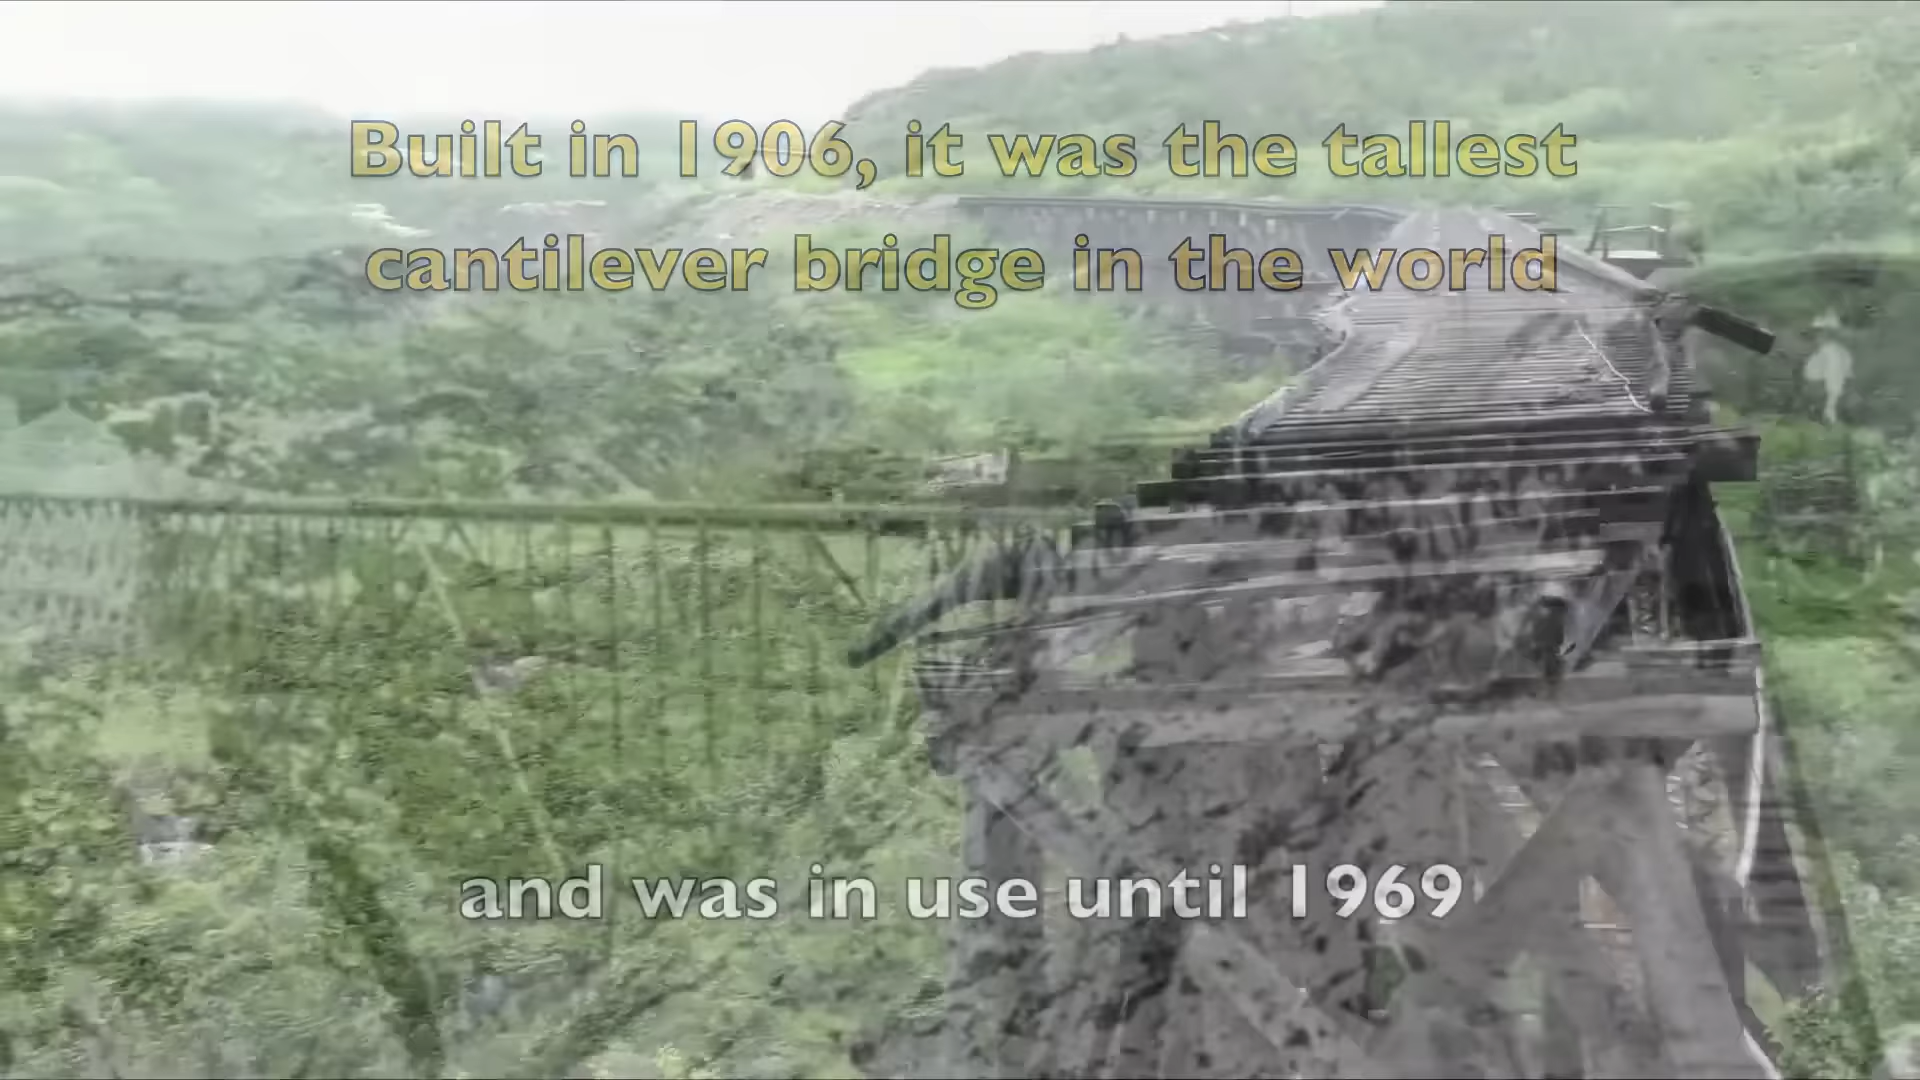 Built in 1906, it was the tallest
cantilever bridge in the world
and was in use until 1969